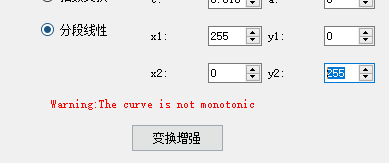 分段线性
x1: 255 y1: 0
x2: 0 y2: 255
Warning:The curve is not monotonic
变换增强